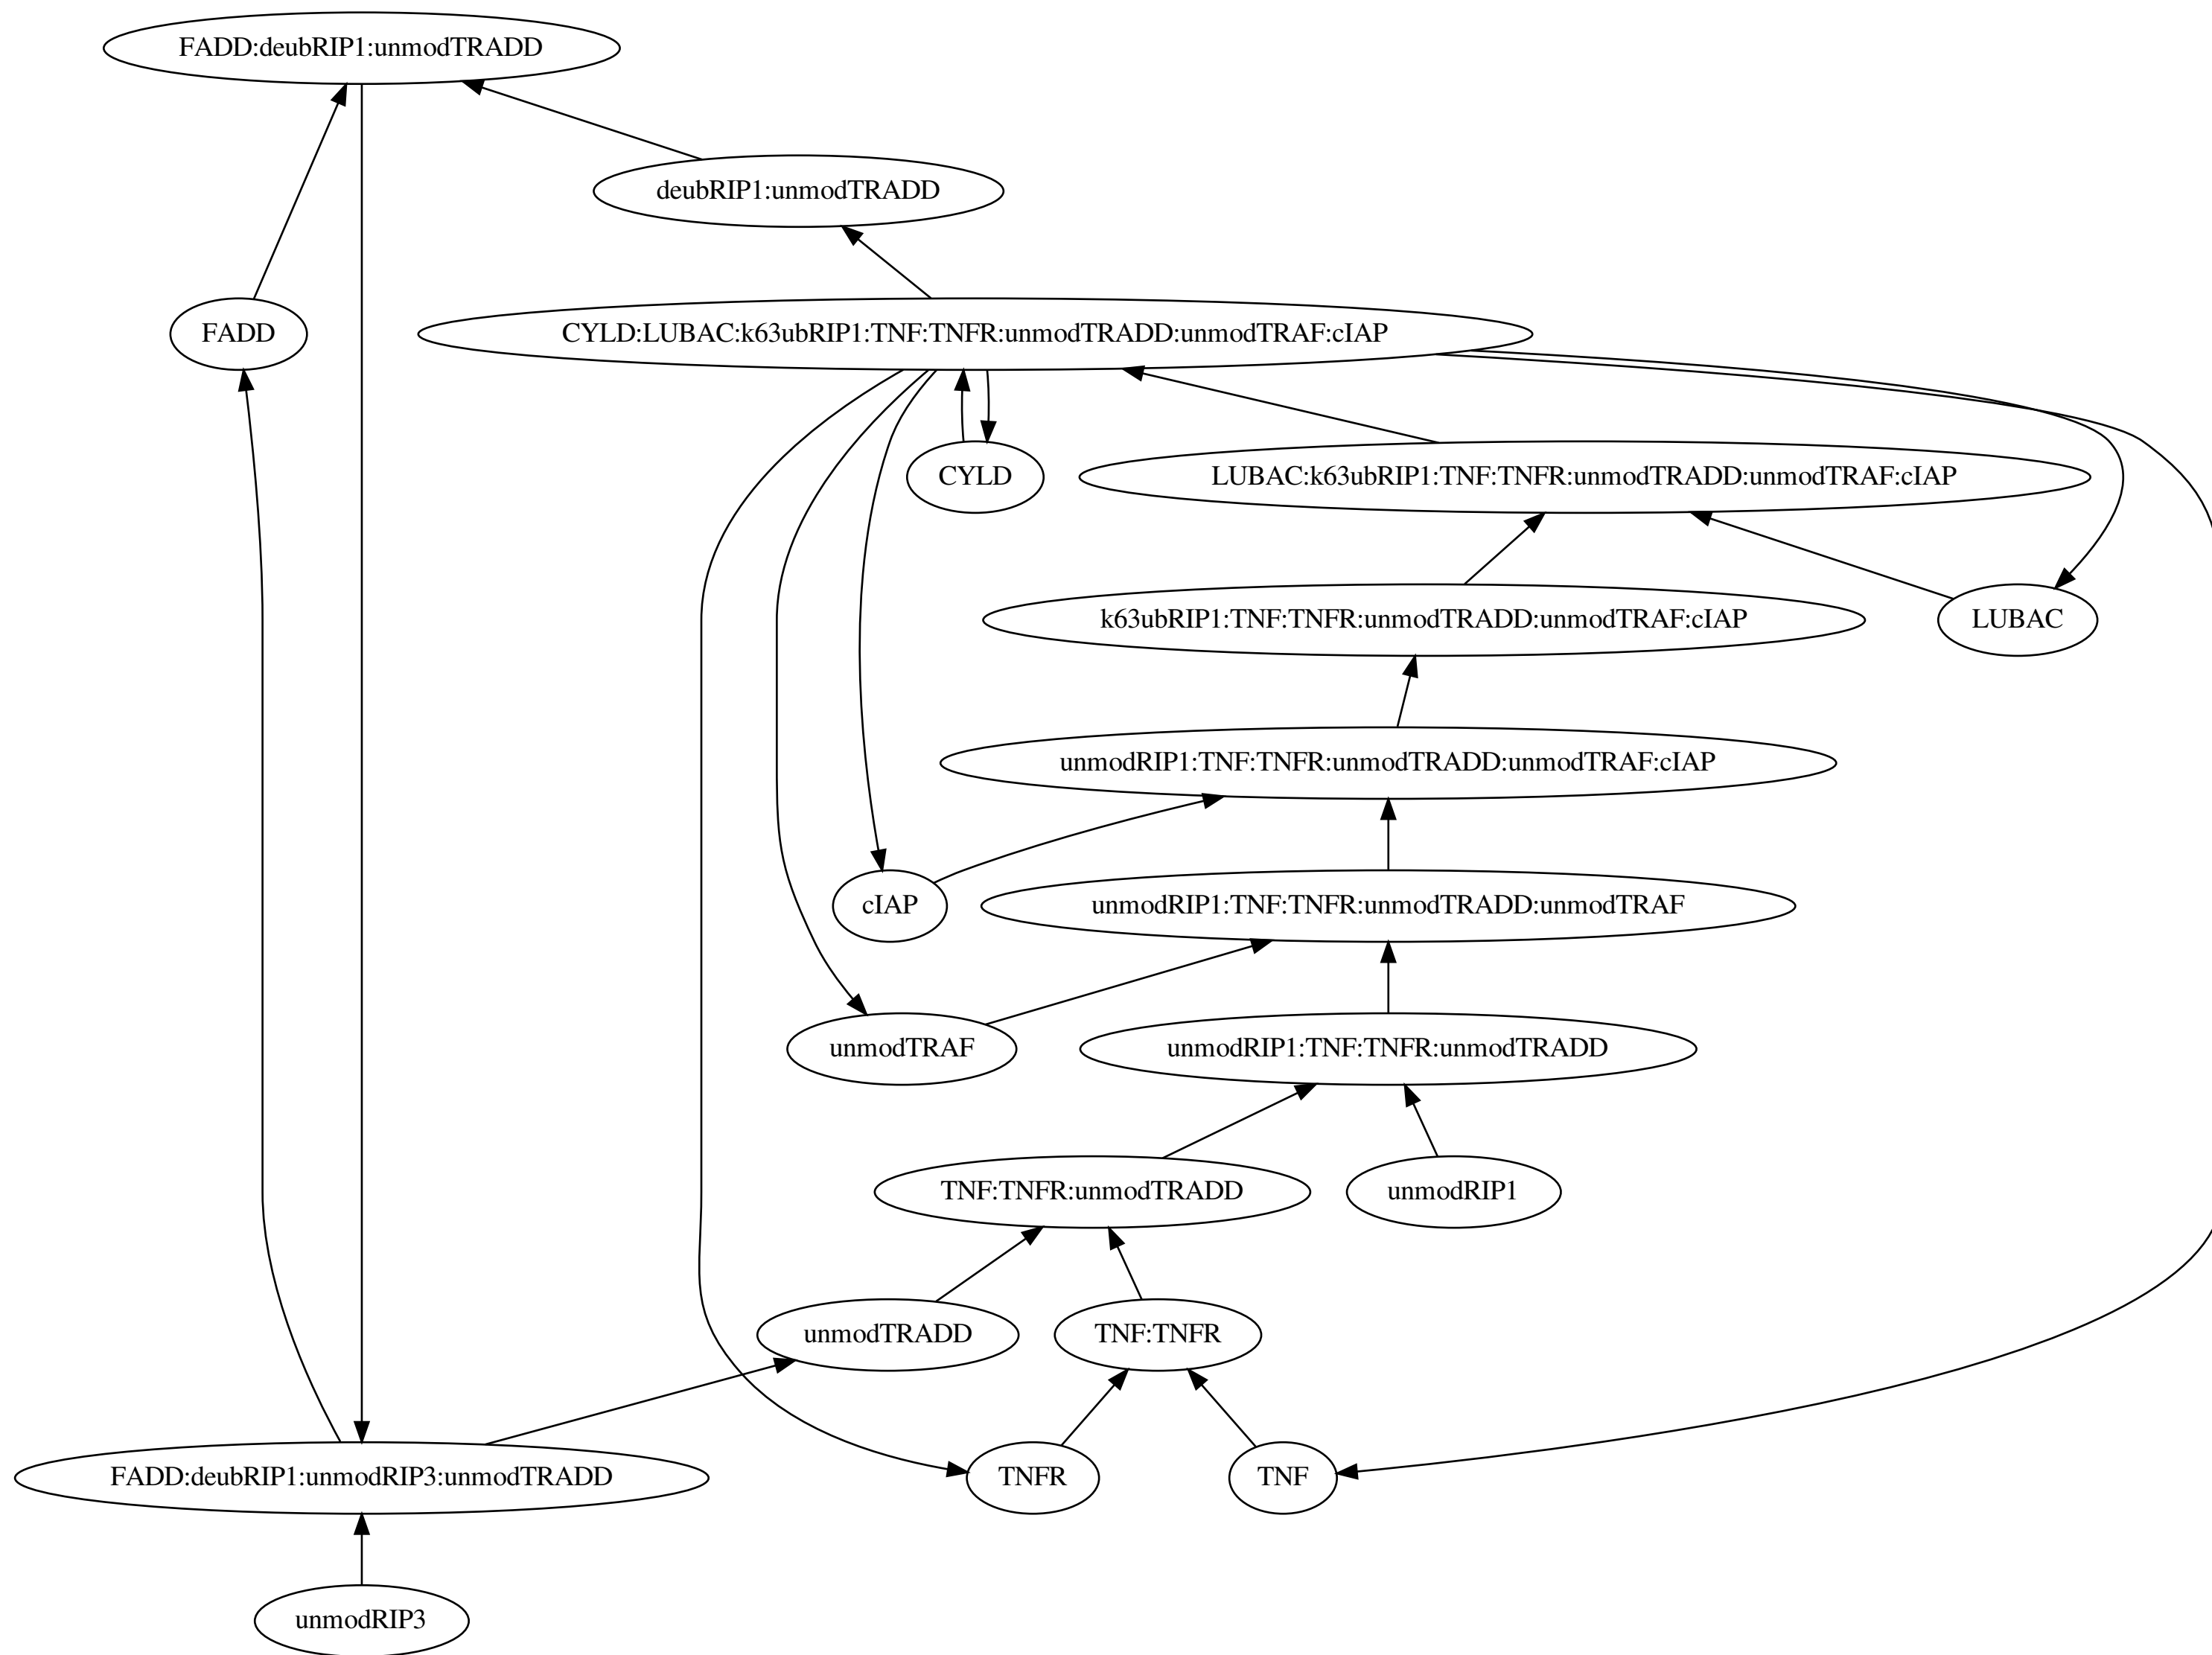 FADD:deubRIP1:unmodTRADD
deubRIP1:unmodTRADD
FADD
CYLD:LUBAC:k63ubRIP1:TNF:TNFR:unmodTRADD:unmodTRAF:cIAP
CYLD
LUBAC:k63ubRIP1:TNF:TNFR:unmodTRADD:unmodTRAF:cIAP
k63ubRIP1:TNF:TNFR:unmodTRADD:unmodTRAF:cIAP
LUBAC
unmodRIP1:TNF:TNFR:unmodTRADD:unmodTRAF:cIAP
cIAP
unmodRIP1:TNF:TNFR:unmodTRADD:unmodTRAF
unmodTRAF
unmodRIP1:TNF:TNFR:unmodTRADD
TNF:TNFR:unmodTRADD
unmodRIP1
unmodTRADD
TNF:TNFR
FADD:deubRIP1:unmodRIP3:unmodTRADD
TNFR
TNF
unmodRIP3